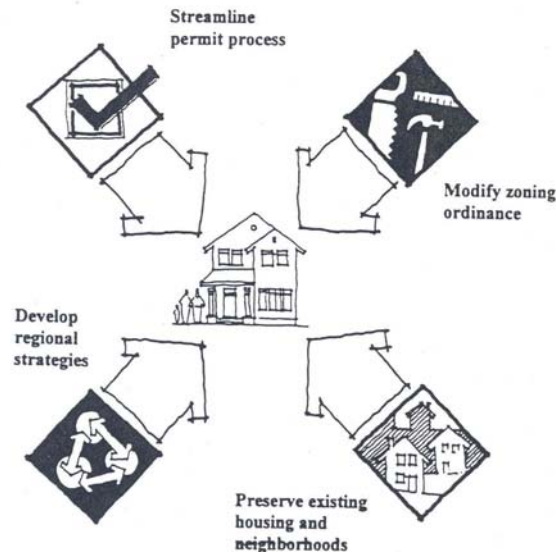 Streamline
permit process
Modify zoning
ordinance
Develop
regional
strategies
Preserve existing
housing and
neighborhoods